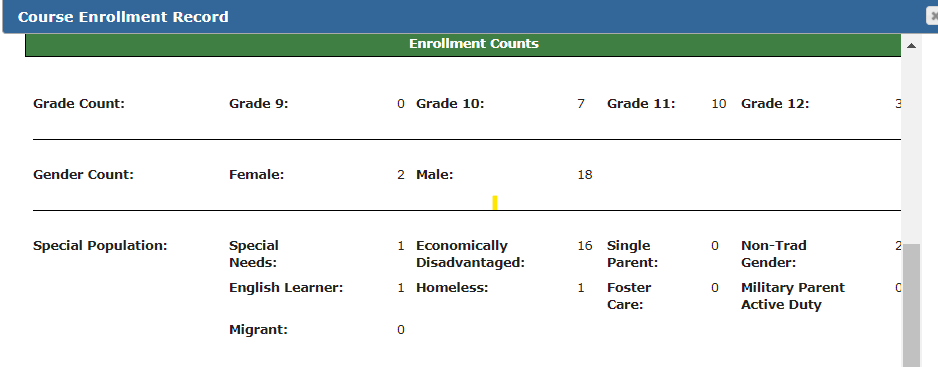 Course Enrollment Record
Enrollment Counts
Grade Count: Grade 9: 0 Grade 10: 7 Grade 11: 10 Grade 12: 3
Gender Count: Female: 2 Male: 18
Special Population: Special Needs: 1 Economically Disadvantaged: 16 Single Parent: 0 Non-Trad Gender: 2
English Learner: 1 Homeless: 1 Foster Care: 0 Military Parent Active Duty 0
Migrant: 0